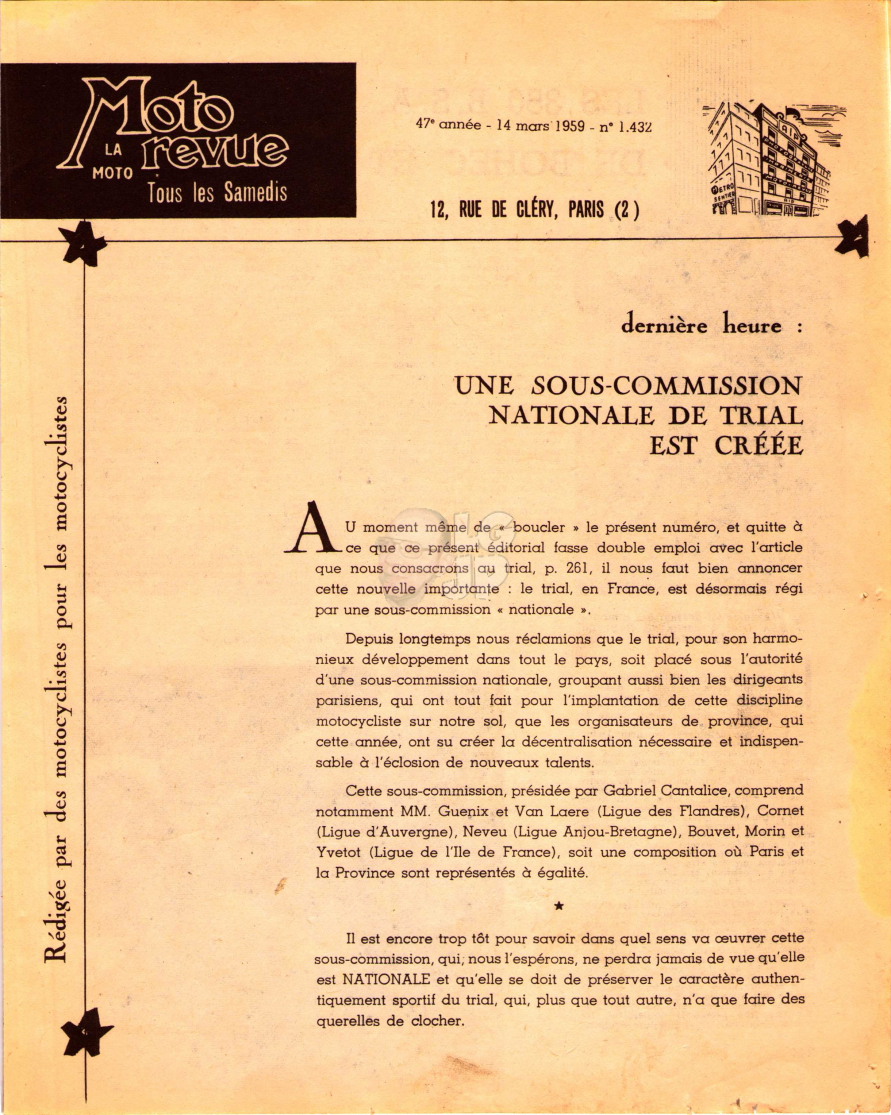 Moto
LA MOTO revue
Tous les Samedis
47e année - 14 mars 1959 - n° 1.432
12, RUE DE CLÉRY, PARIS (2)
METRO
SENTIER
Rédigée par des motocyclistes pour les motocyclistes
dernière heure :
UNE SOUS-COMMISSION
NATIONALE DE TRIAL
EST CRÉÉE
AU moment même de « boucler » le présent numéro, et quitte à
ce que ce présent éditorial fasse double emploi avec l'article
que nous consacrons au trial, p. 261, il nous faut bien annoncer
cette nouvelle importante : le trial, en France, est désormais régi
par une sous-commission « nationale ».
Depuis longtemps nous réclamions que le trial, pour son harmo-
nieux développement dans tout le pays, soit placé sous l'autorité
d'une sous-commission nationale, groupant aussi bien les dirigeants
parisiens, qui ont tout fait pour l'implantation de cette discipline
motocycliste sur notre sol, que les organisateurs de province, qui
cette année, ont su créer la décentralisation nécessaire et indispen-
sable à l'éclosion de nouveaux talents.
Cette sous-commission, présidée par Gabriel Cantalice, comprend
notamment MM. Guenix et Van Laere (Ligue des Flandres), Cornet
(Ligue d'Auvergne), Neveu (Ligue Anjou-Bretagne), Bouvet, Morin et
Yvetot (Ligue de l'Ile de France), soit une composition où Paris et
la Province sont représentés à égalité.
Il est encore trop tôt pour savoir dans quel sens va œuvrer cette
sous-commission, qui, nous l'espérons, ne perdra jamais de vue qu'elle
est NATIONALE et qu'elle se doit de préserver le caractère authen-
tiquement sportif du trial, qui, plus que tout autre, n'a que faire des
querelles de clocher.